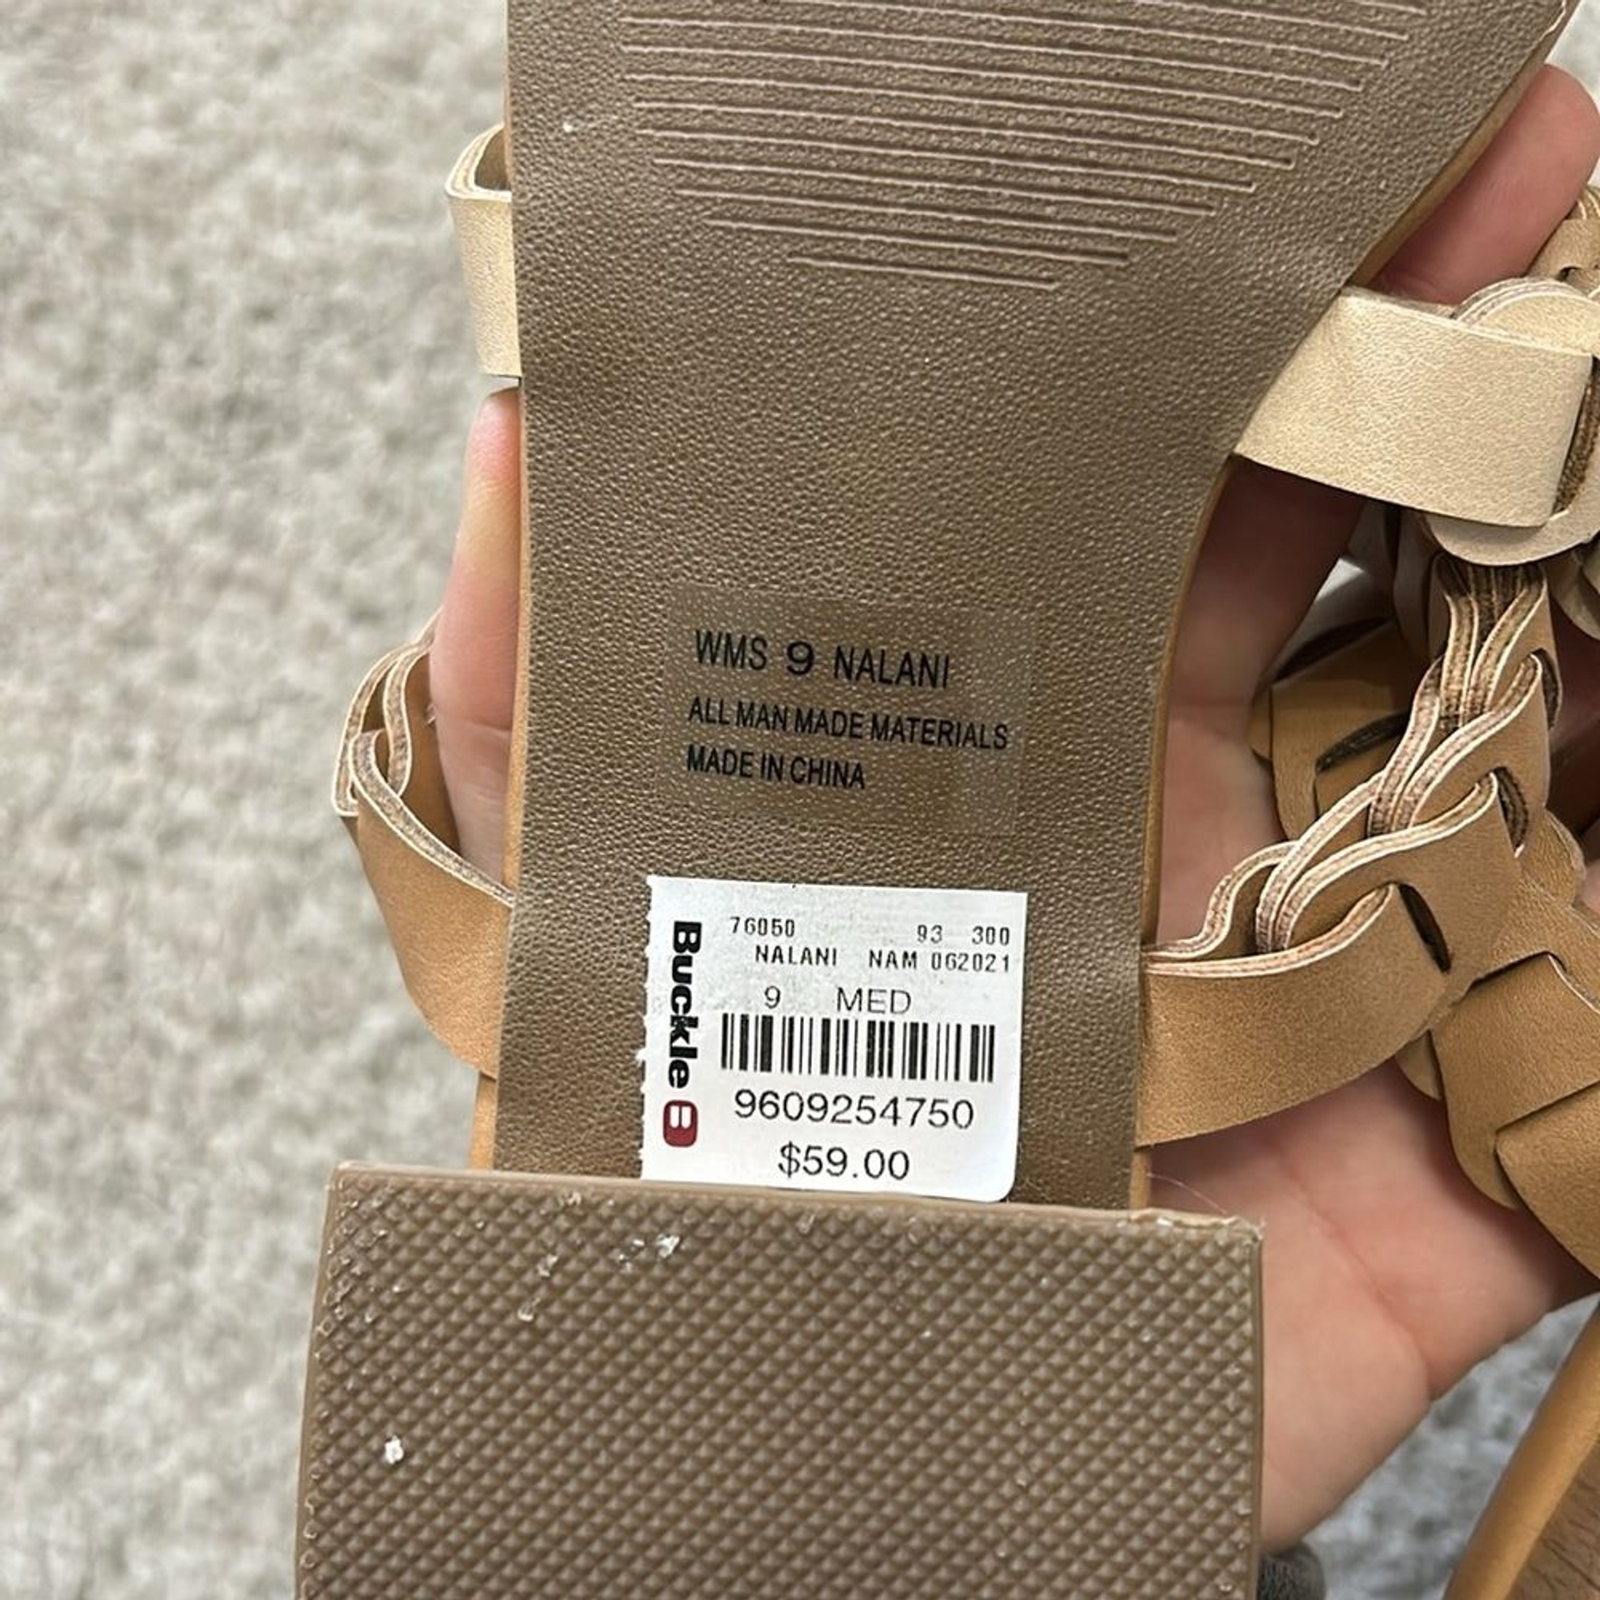 WMS 9 NALANI
ALL MAN MADE MATERIALS
MADE IN CHINA
Buckle B
76050 93 300
NALANI NAM 062021
9 MED
9609254750
$59.00